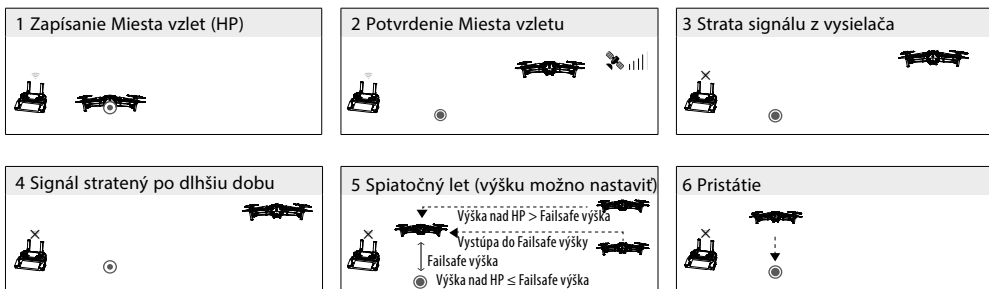 1 Zapísanie Miesta vzlet (HP)
2 Potvrdenie Miesta vzletu
3 Strata signálu z vysielača
4 Signál stratený po dlhšiu dobu
5 Spiatočný let (výšku možno nastaviť)
Výška nad HP > Failsafe výška
Vystúpa do Failsafe výšky
Failsafe výška
Výška nad HP ≤ Failsafe výška
6 Pristátie